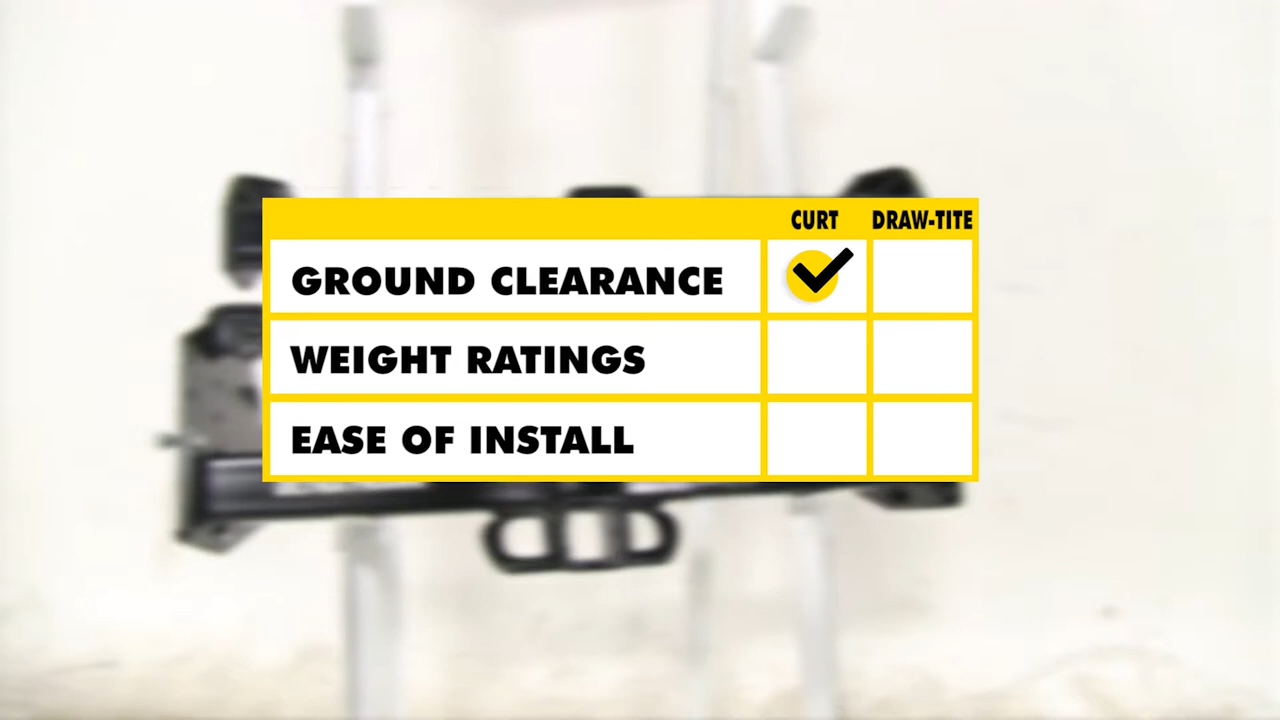 CURT DRAW-TITE
GROUND CLEARANCE
WEIGHT RATINGS
EASE OF INSTALL